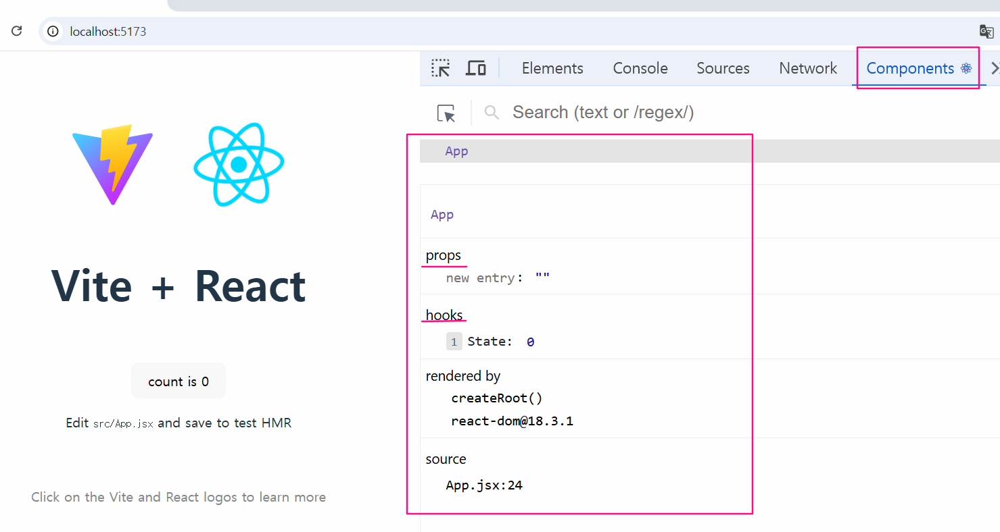 localhost:5173
Elements Console Sources Network Components
Search (text or /regex/)
App
App
props
new entry: ""
hooks
1 State: 0
rendered by
createRoot()
react-dom@18.3.1
source
App.jsx:24
Vite + React
count is 0
Edit src/App.jsx and save to test HMR
Click on the Vite and React logos to learn more